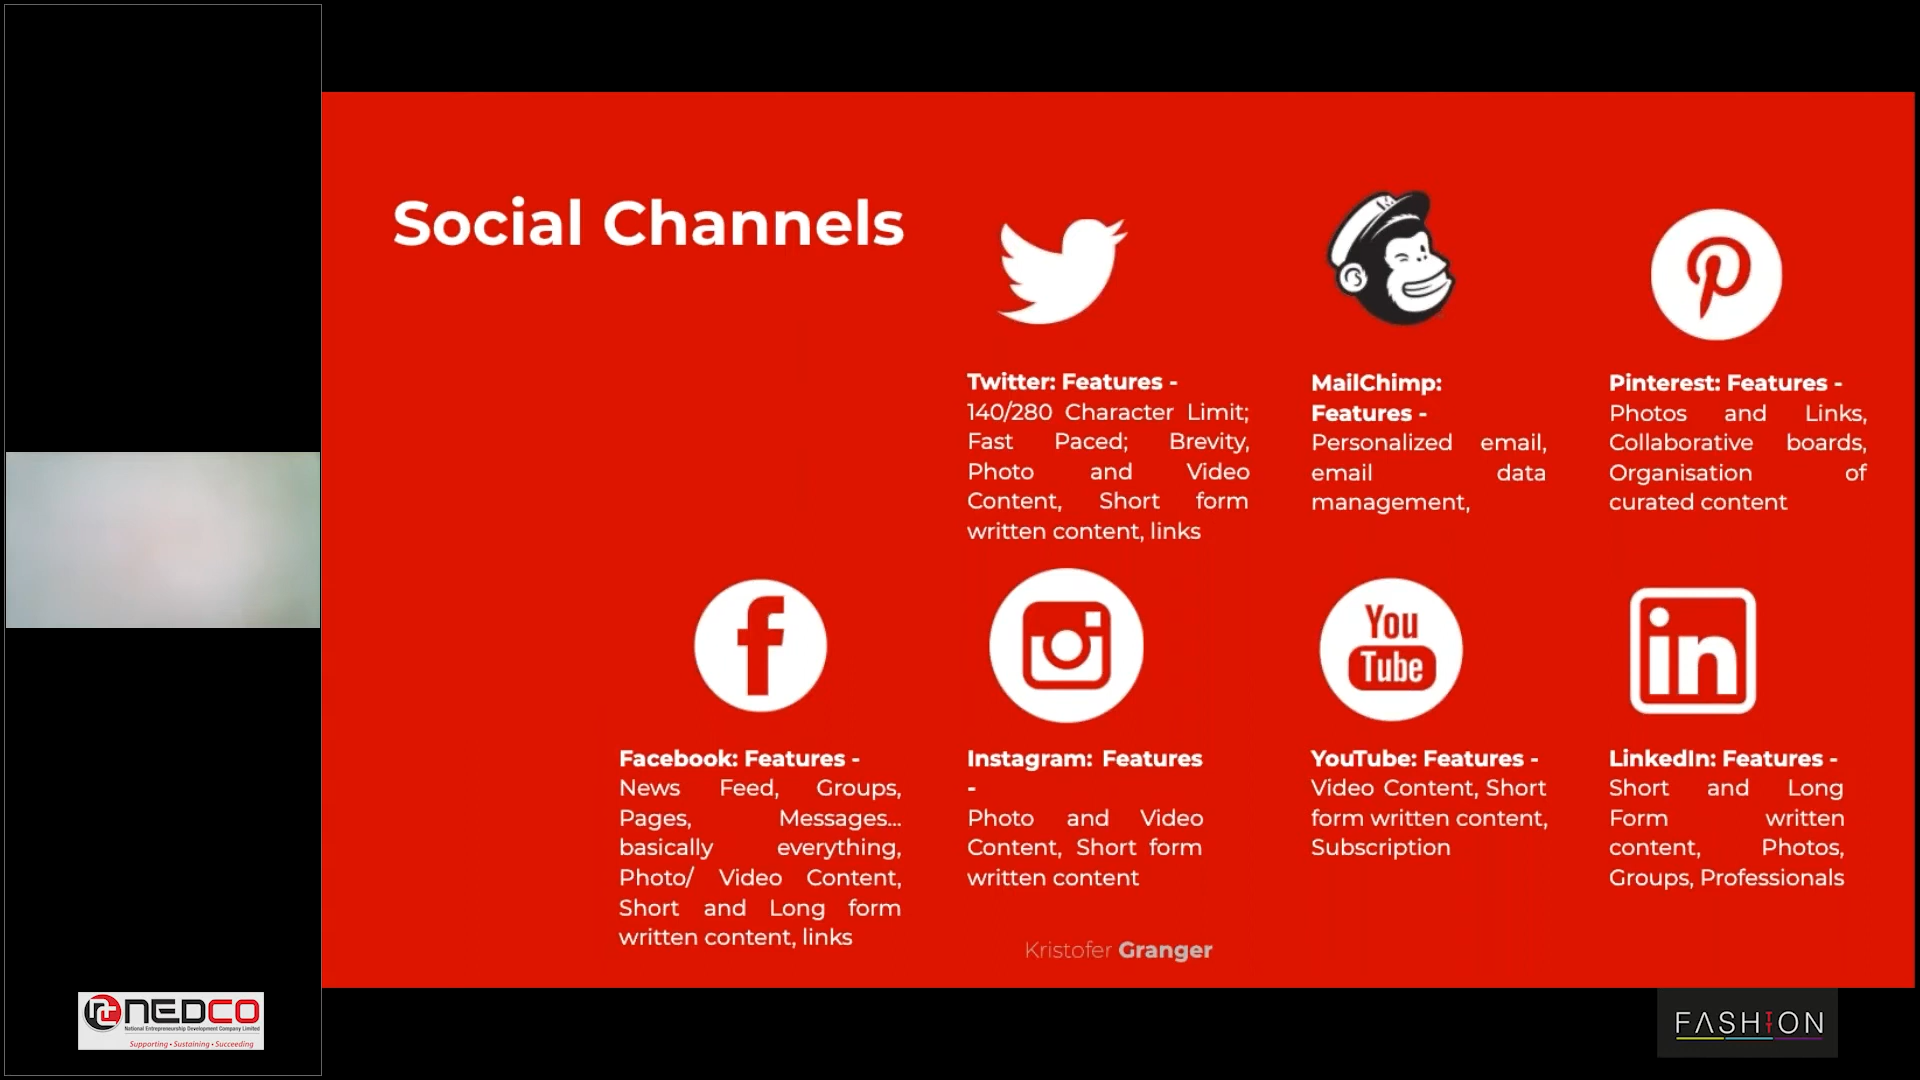 Social Channels
Twitter: Features -
140/280 Character Limit;
Fast Paced; Brevity,
Photo and Video
Content, Short form
written content, links
MailChimp:
Features -
Personalized email,
email data
management,
Pinterest: Features -
Photos and Links,
Collaborative boards,
Organisation of
curated content
You
Tube
in
Facebook: Features -
News Feed, Groups,
Pages, Messages...
basically everything,
Photo/ Video Content,
Short and Long form
written content, links
Instagram: Features
-
Photo and Video
Content, Short form
written content
YouTube: Features -
Video Content, Short
form written content,
Subscription
LinkedIn: Features -
Short and Long
Form written
content, Photos,
Groups, Professionals
Kristofer Granger
NEDCO
National Entrepreneurship Development Company Limited
Supporting • Sustaining • Succeeding
FASHION